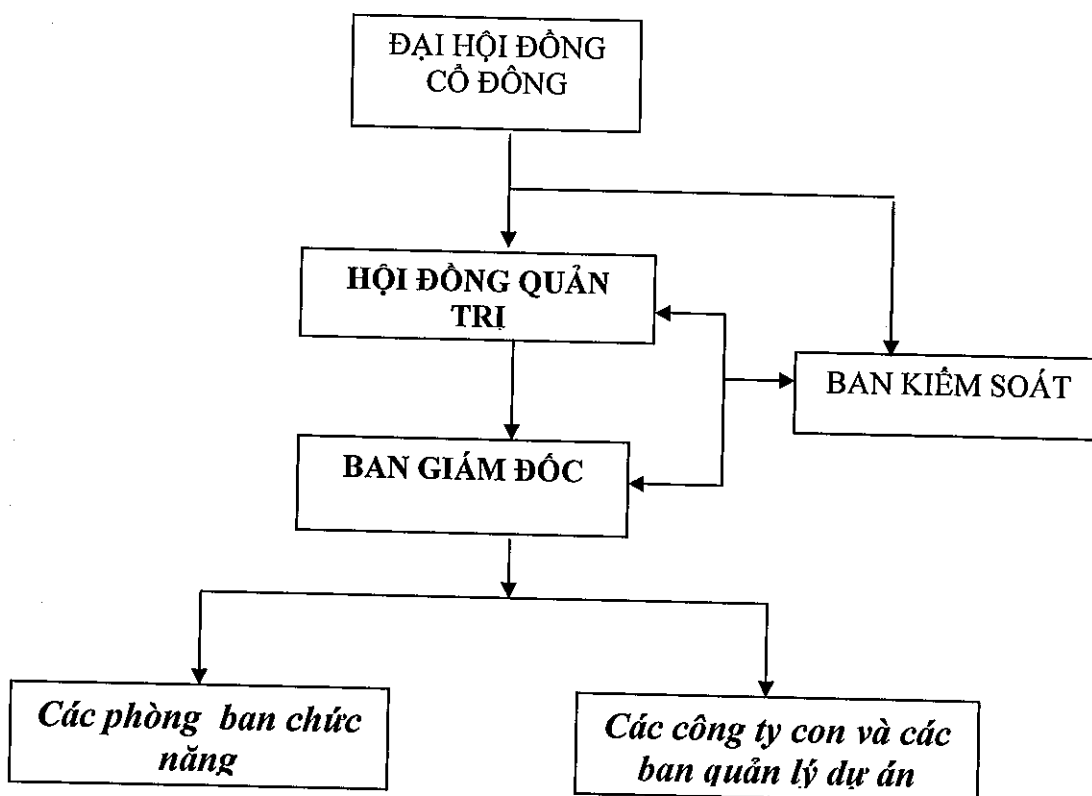 ĐẠI HỘI ĐỒNG
CỔ ĐÔNG
HỘI ĐỒNG QUẢN
TRỊ
BAN KIỂM SOÁT
BAN GIÁM ĐỐC
Các phòng ban chức
năng
Các công ty con và các
ban quản lý dự án